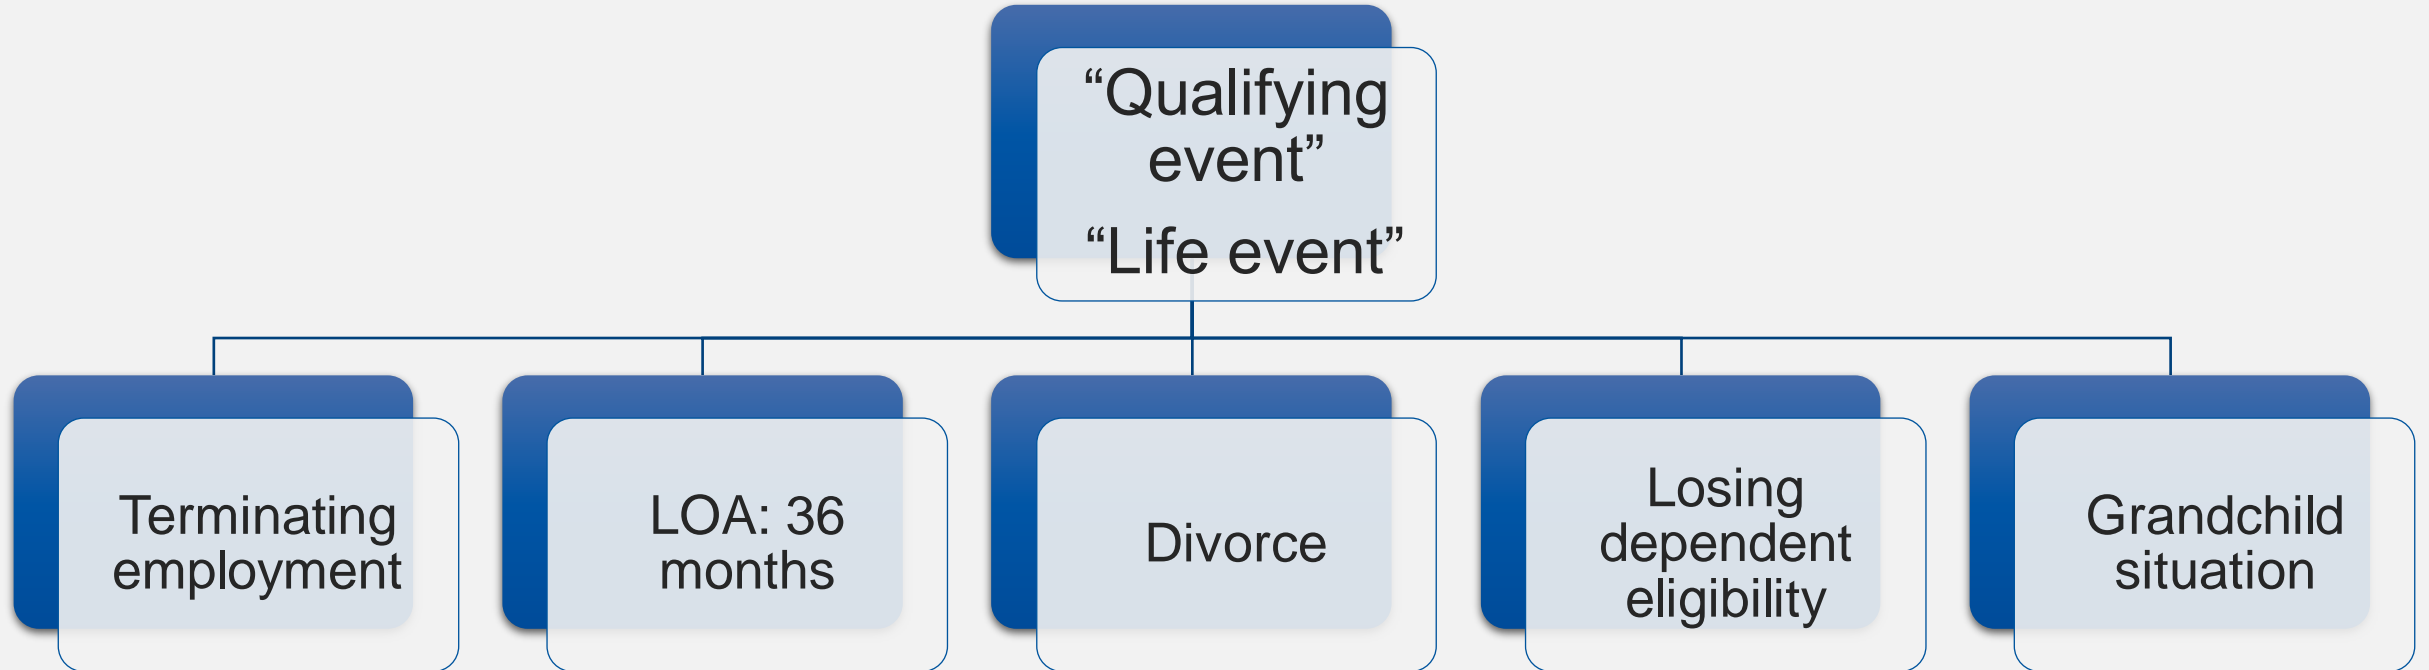 “Qualifying
event”
“Life event”
Terminating
employment
LOA: 36
months
Divorce
Losing
dependent
eligibility
Grandchild
situation